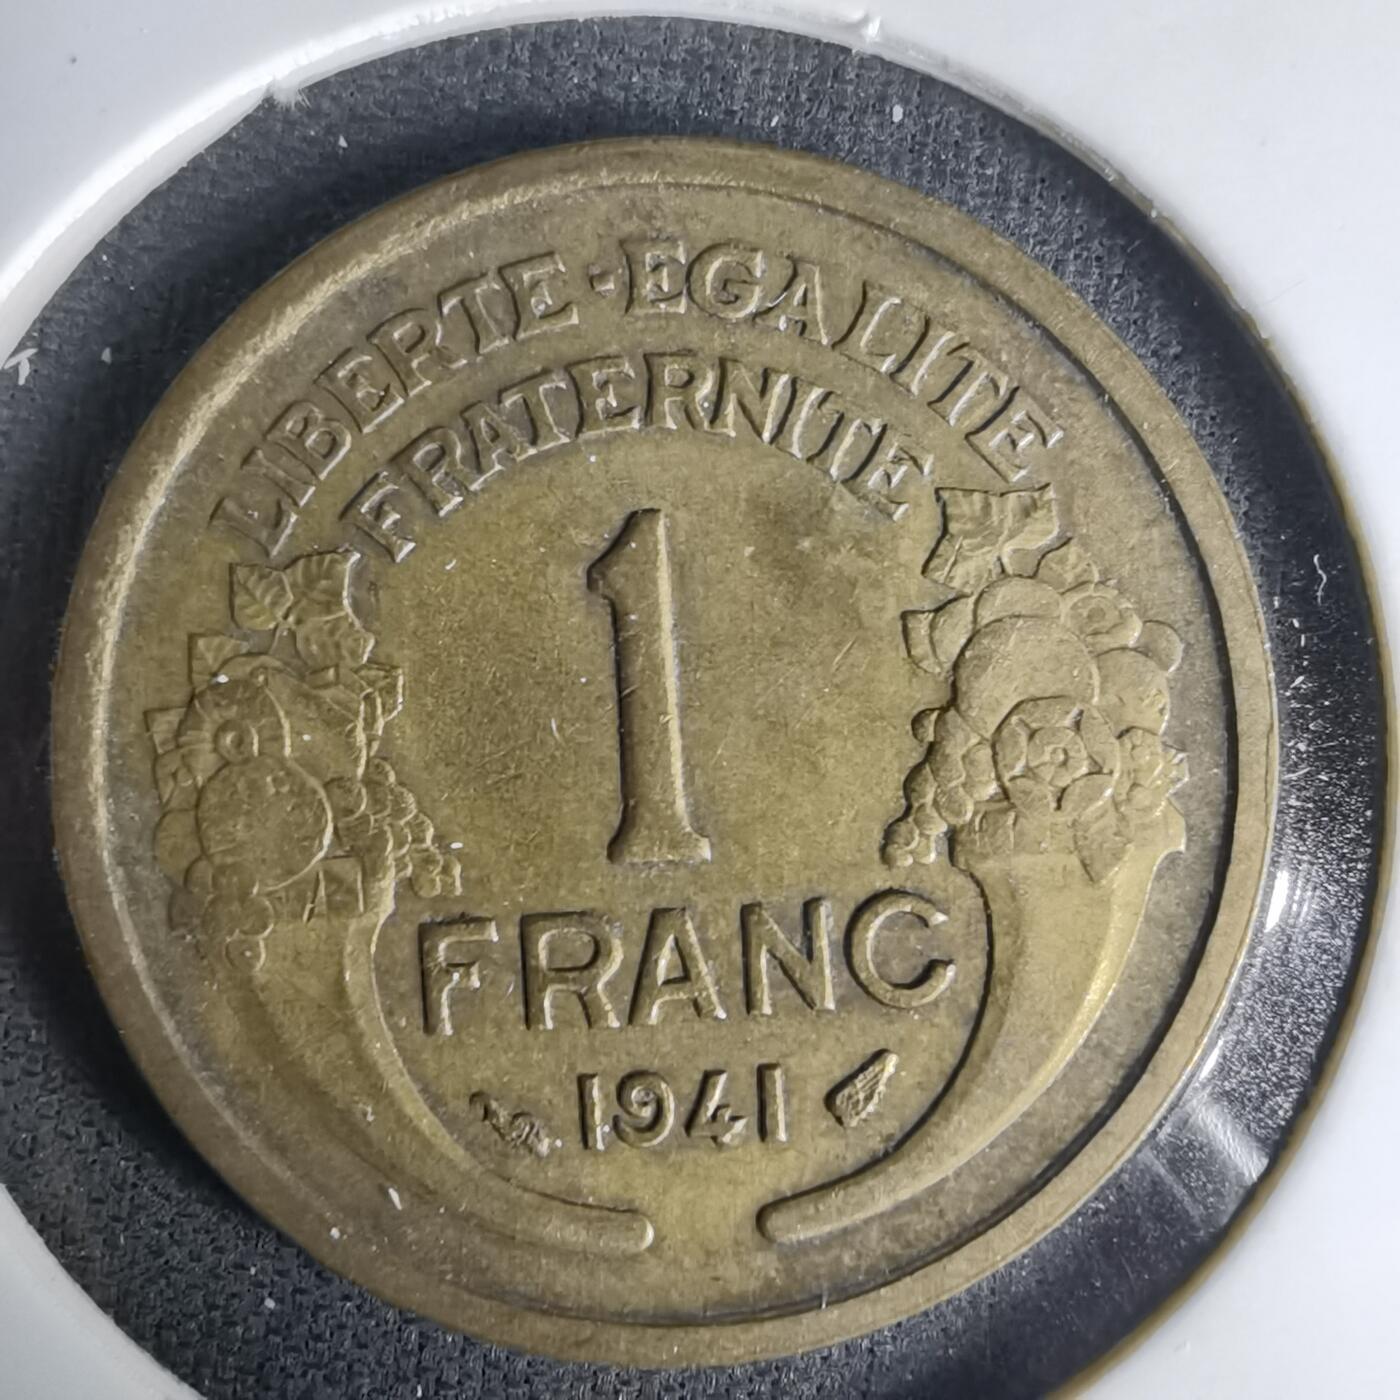 LIBERTE·EGALITE
FRATERNITE
1
FRANC
1941